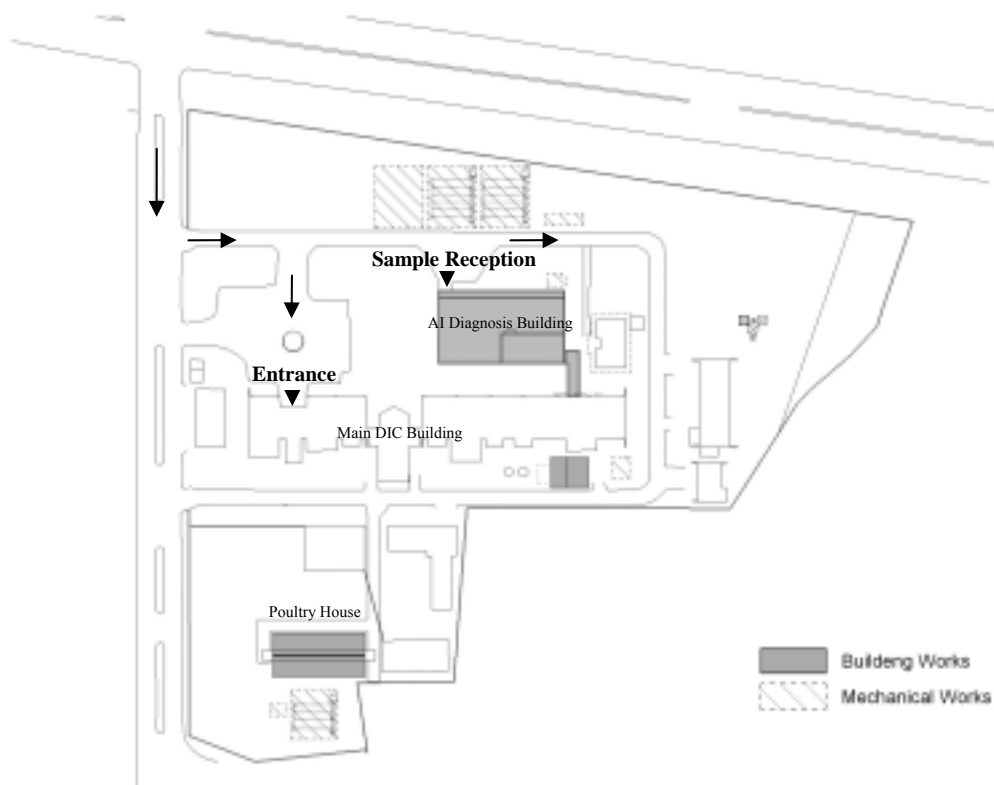 Sample Reception
AI Diagnosis Building
Entrance
Main DIC Building
Poultry House
Buildeng Works
Mechanical Works